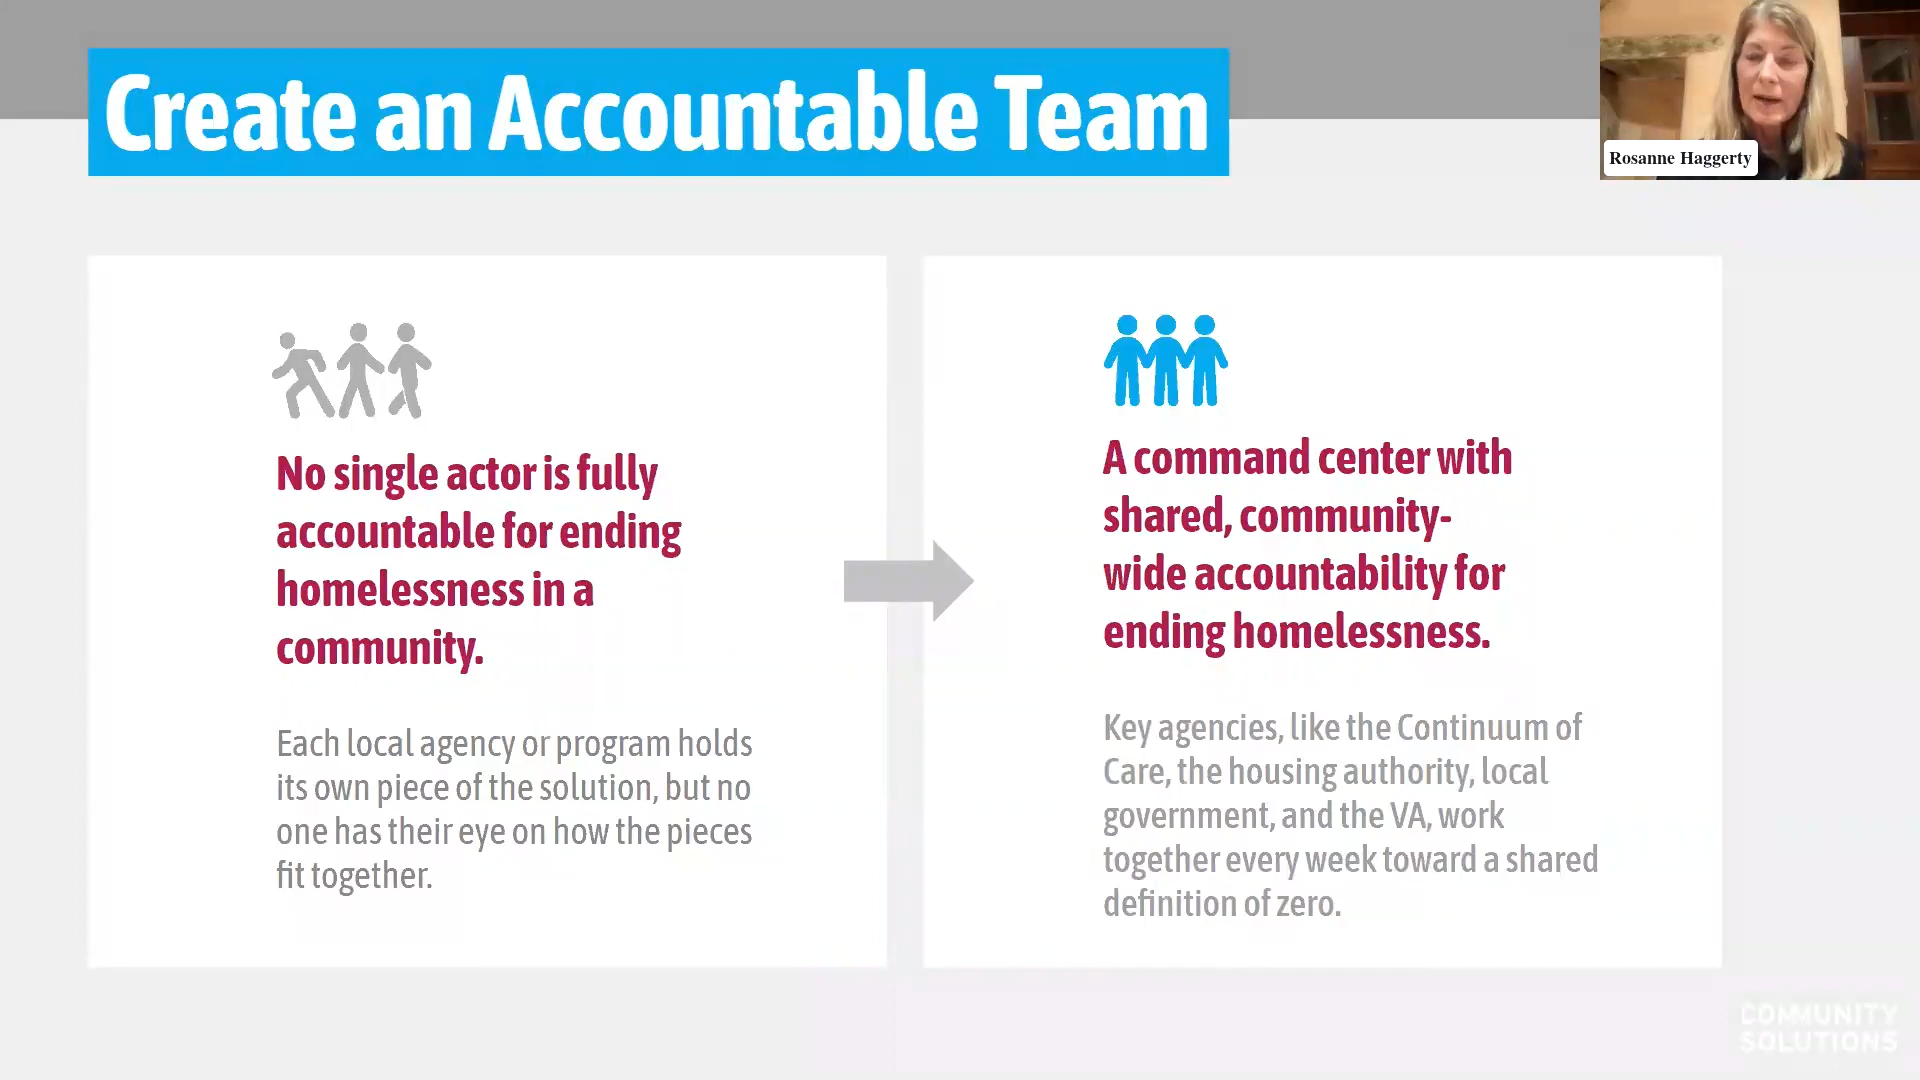 Create an Accountable Team
Rosanne Haggerty
No single actor is fully
accountable for ending
homelessness in a
community.
Each local agency or program holds
its own piece of the solution, but no
one has their eye on how the pieces
fit together.
A command center with
shared, community-
wide accountability for
ending homelessness.
Key agencies, like the Continuum of
Care, the housing authority, local
government, and the VA, work
together every week toward a shared
definition of zero.
COMMUNITY
SOLUTIONS